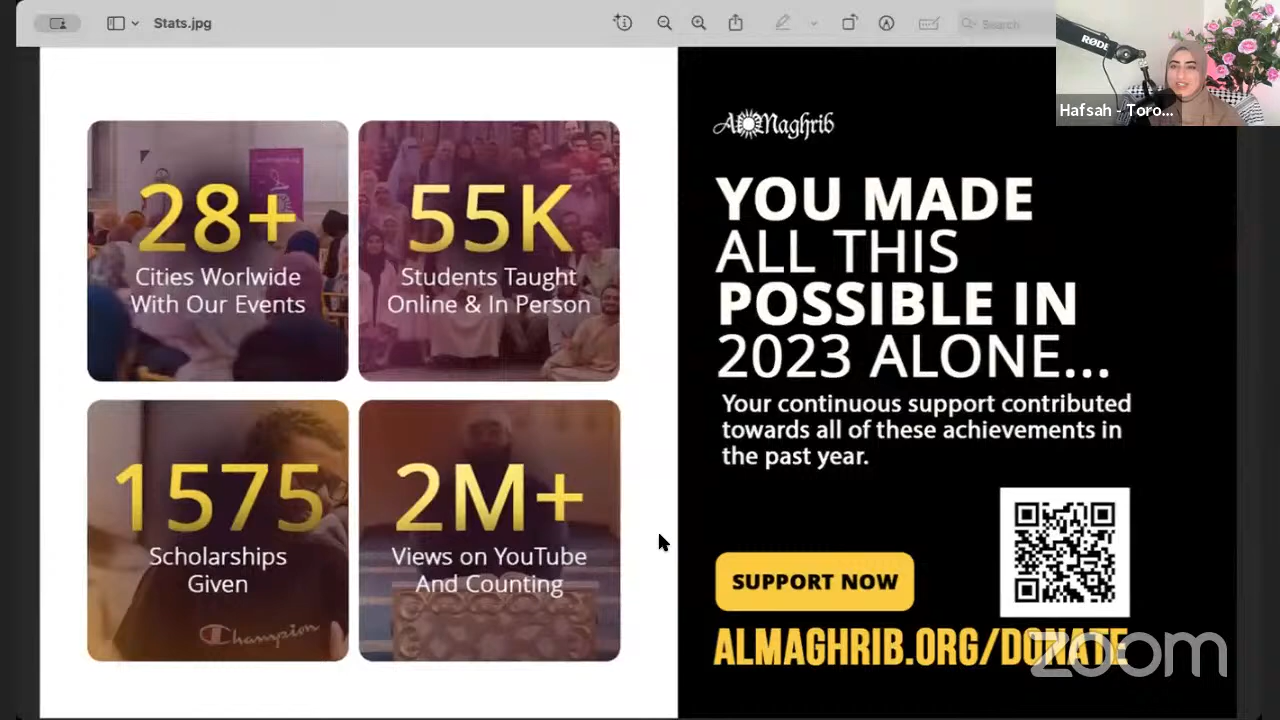 Stats.jpg
Search
RØDE
Hafsah - Toro...
28+
Cities Worlwide
With Our Events
55K
Students Taught
Online & In Person
1575
Scholarships
Given
Champion
2M+
Views on YouTube
And Counting
AlMaghrib
YOU MADE
ALL THIS
POSSIBLE IN
2023 ALONE...
Your continuous support contributed
towards all of these achievements in
the past year.
SUPPORT NOW
ALMAGHRIB.ORG/DONATE
zoom